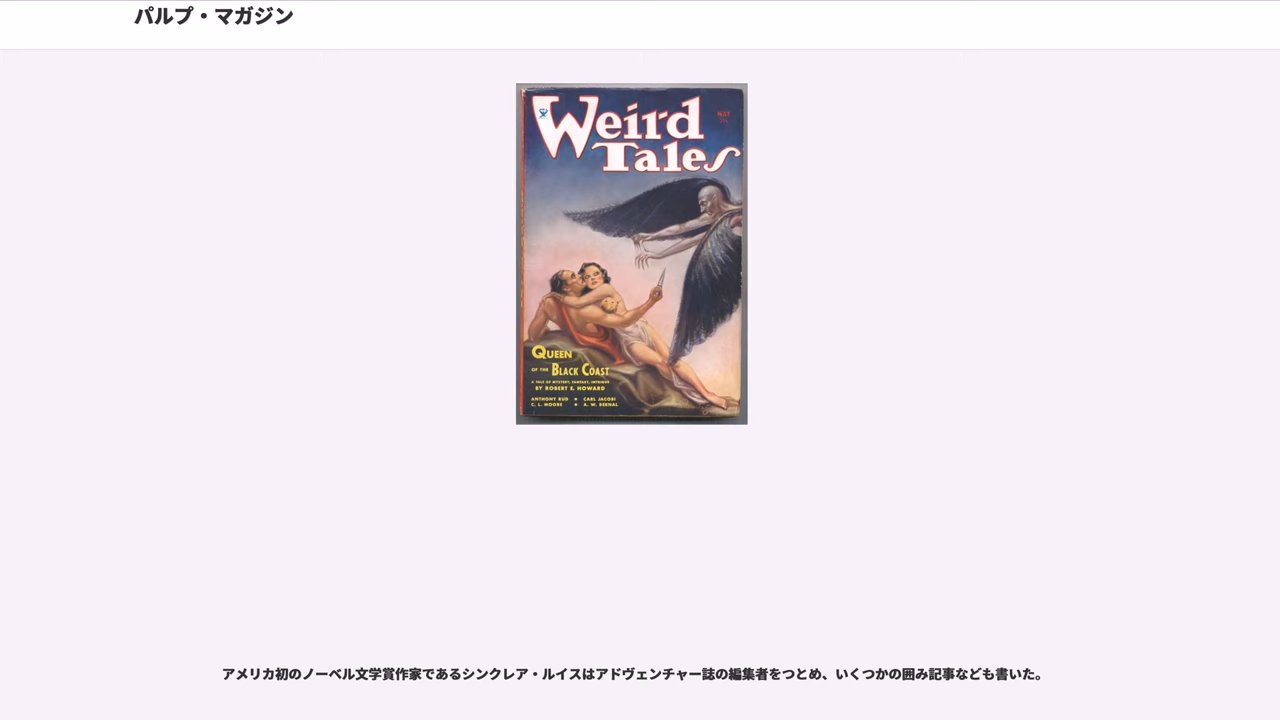 パルプ・マガジン
Weird
Tales
MAY
QUEEN
OF THE BLACK COAST
A TALE OF MYSTERY, FANTASY, INTRIGUE
BY ROBERT E. HOWARD
ANTHONY RUD • CARL JACOBI
C. L. MOORE • A. W. BERNAL
アメリカ初のノーベル文学賞作家であるシンクレア・ルイスはアドヴェンチャー誌の編集者をつとめ、いくつかの囲み記事なども書いた。